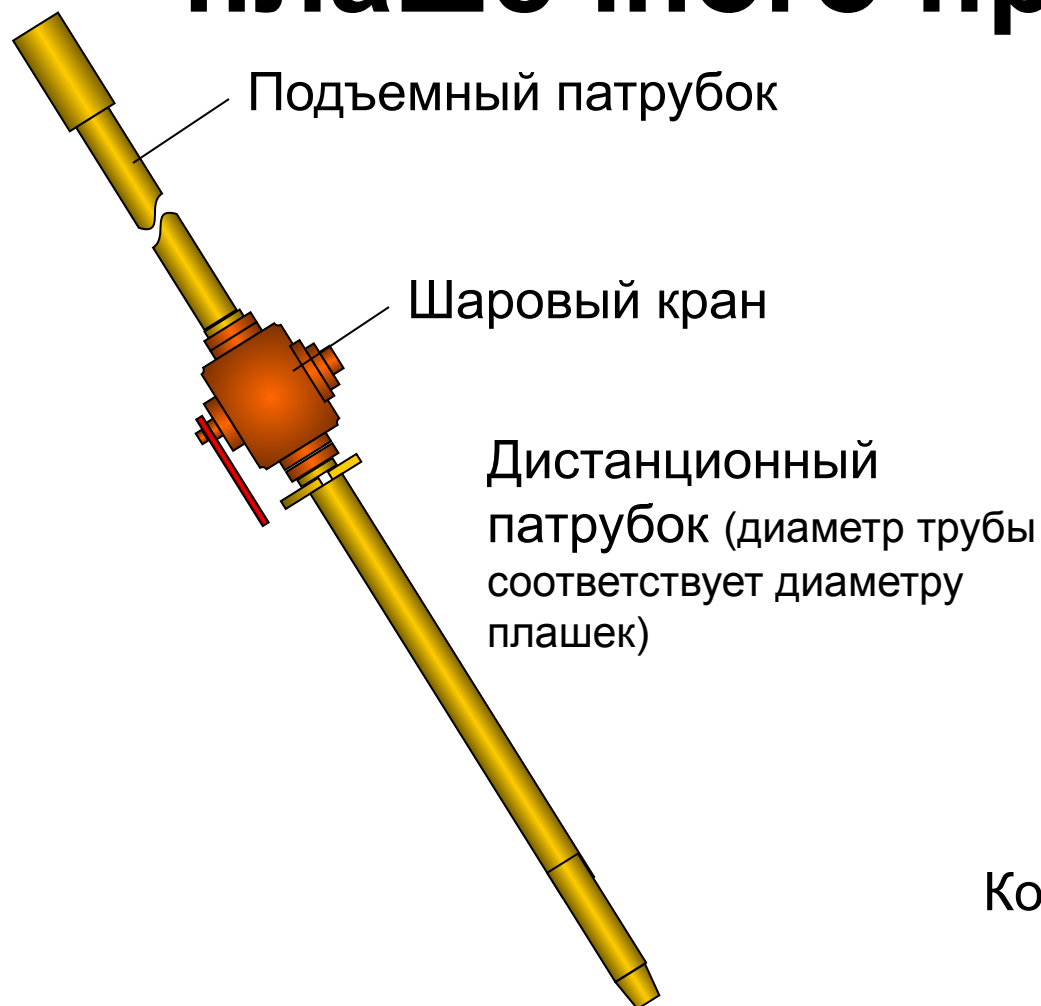 Подъемный патрубок
Шаровый кран
Дистанционный
патрубок (диаметр трубы
соответствует диаметру
плашек)